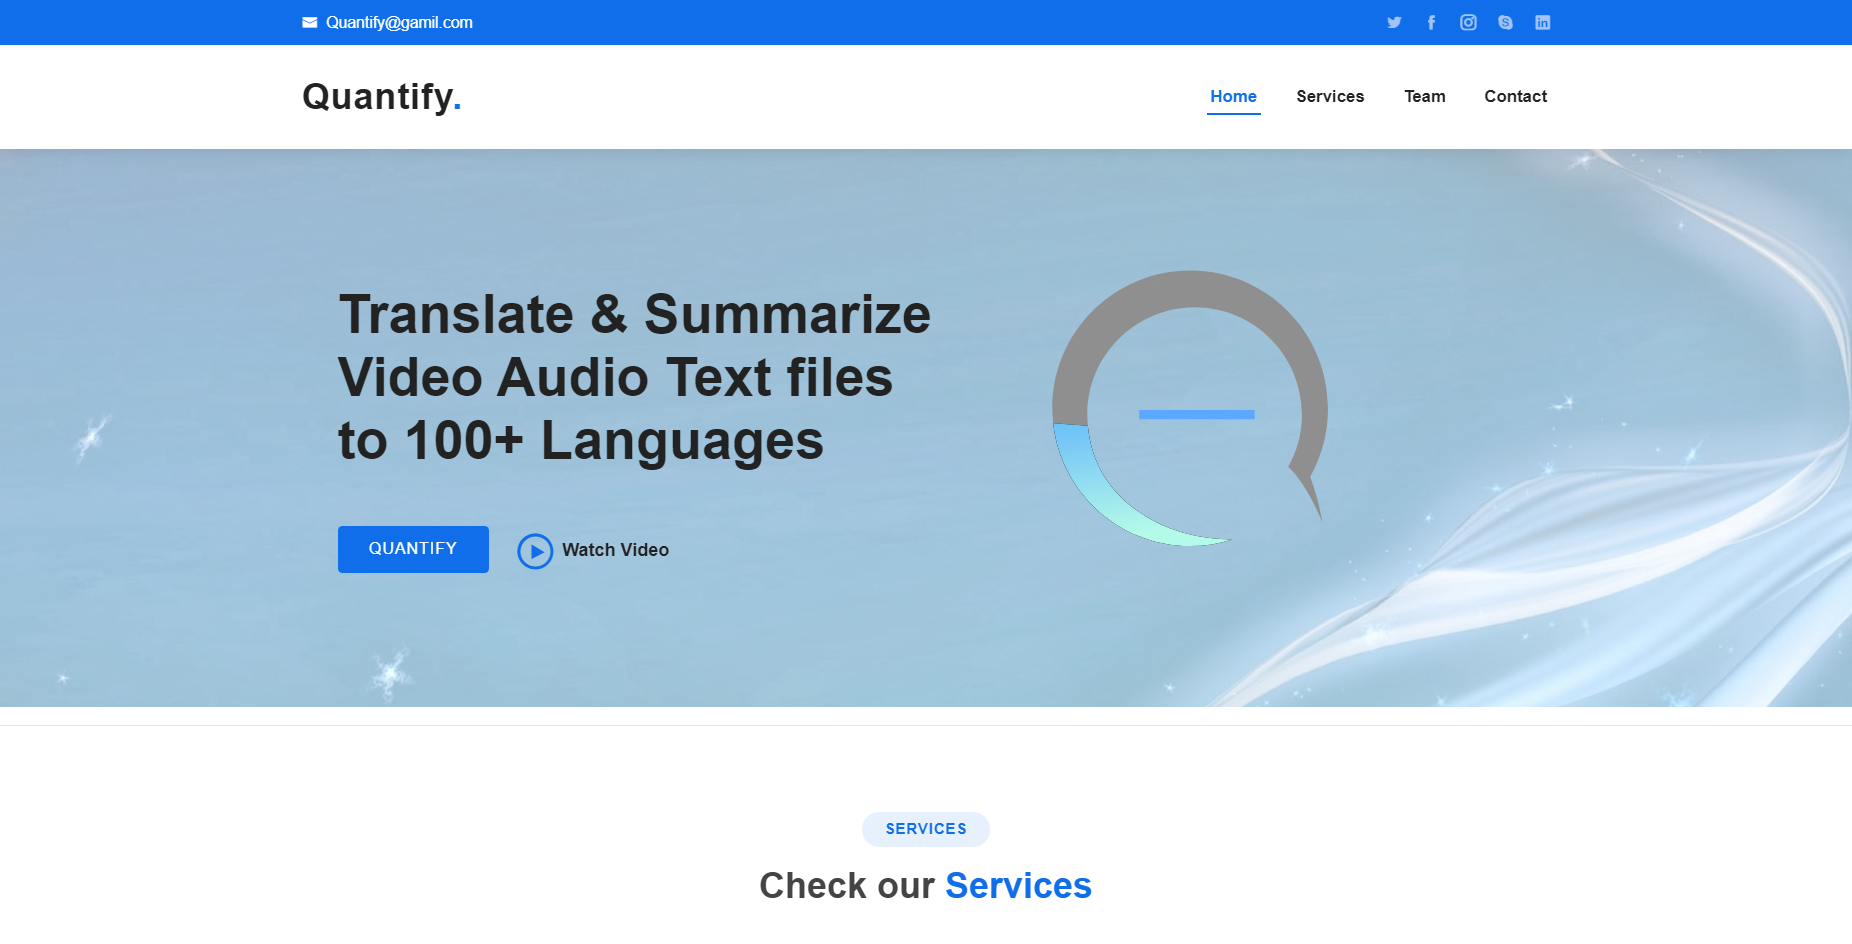 Quantify@gamil.com
Quantify.
Home Services Team Contact
Translate & Summarize
Video Audio Text files
to 100+ Languages
QUANTIFY Watch Video
SERVICES
Check our Services